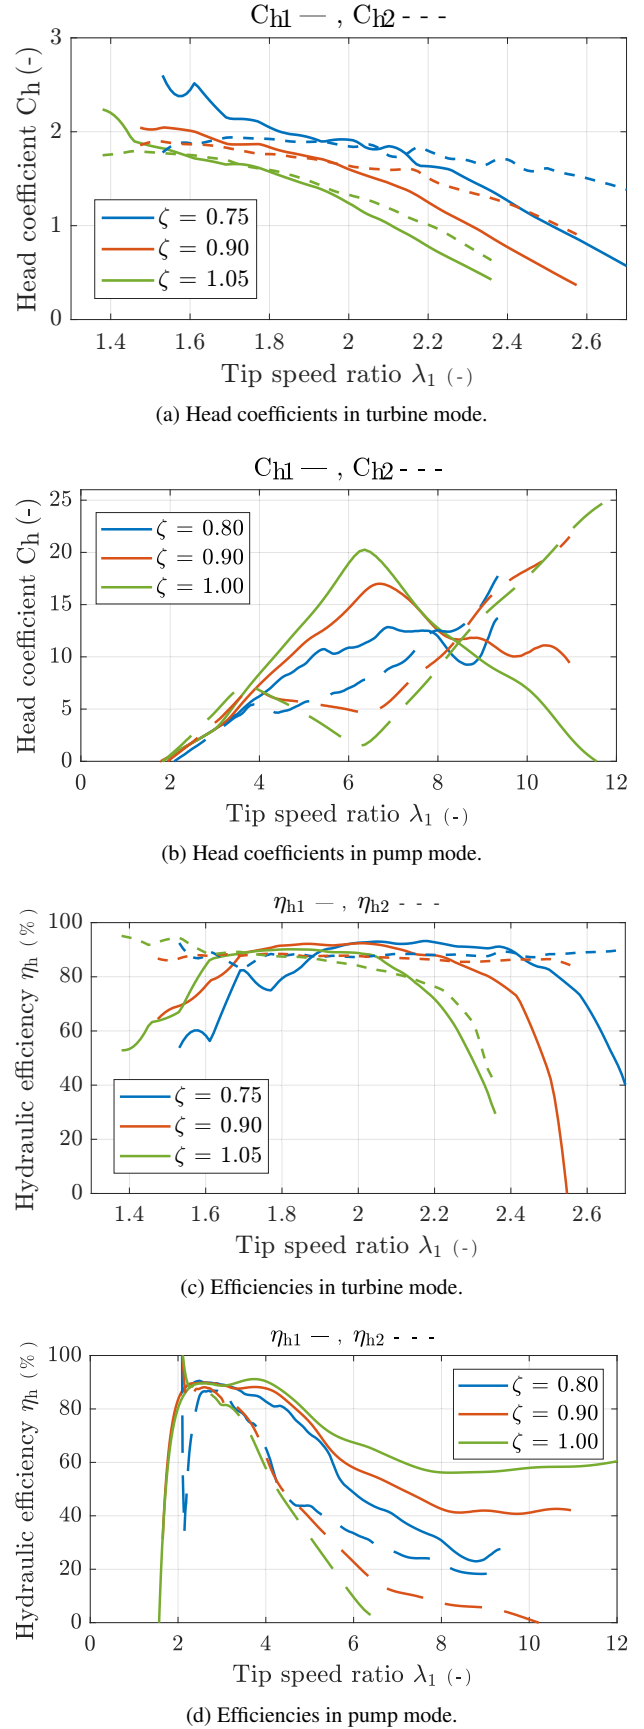 Ch1 — , Ch2 - - -
Head coefficient Ch (-)
3
2
1
0
ζ = 0.75
ζ = 0.90
ζ = 1.05
1.4 1.6 1.8 2 2.2 2.4 2.6
Tip speed ratio λ1 (-)
(a) Head coefficients in turbine mode.
Ch1 — , Ch2 - - -
Head coefficient Ch (-)
25
20
15
10
5
0
ζ = 0.80
ζ = 0.90
ζ = 1.00
0 2 4 6 8 10 12
Tip speed ratio λ1 (-)
(b) Head coefficients in pump mode.
ηh1 — , ηh2 - - -
Hydraulic efficiency ηh (%)
100
80
60
40
20
0
ζ = 0.75
ζ = 0.90
ζ = 1.05
1.4 1.6 1.8 2 2.2 2.4 2.6
Tip speed ratio λ1 (-)
(c) Efficiencies in turbine mode.
ηh1 — , ηh2 - - -
Hydraulic efficiency ηh (%)
100
80
60
40
20
0
ζ = 0.80
ζ = 0.90
ζ = 1.00
0 2 4 6 8 10 12
Tip speed ratio λ1 (-)
(d) Efficiencies in pump mode.